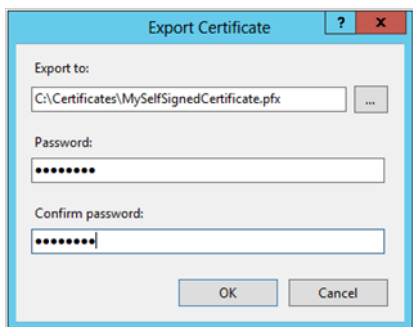 Export Certificate
? x
Export to:
C:\Certificates\MySelfSignedCertificate.pfx
...
Password:
●●●●●●●●
Confirm password:
●●●●●●●●
OK Cancel